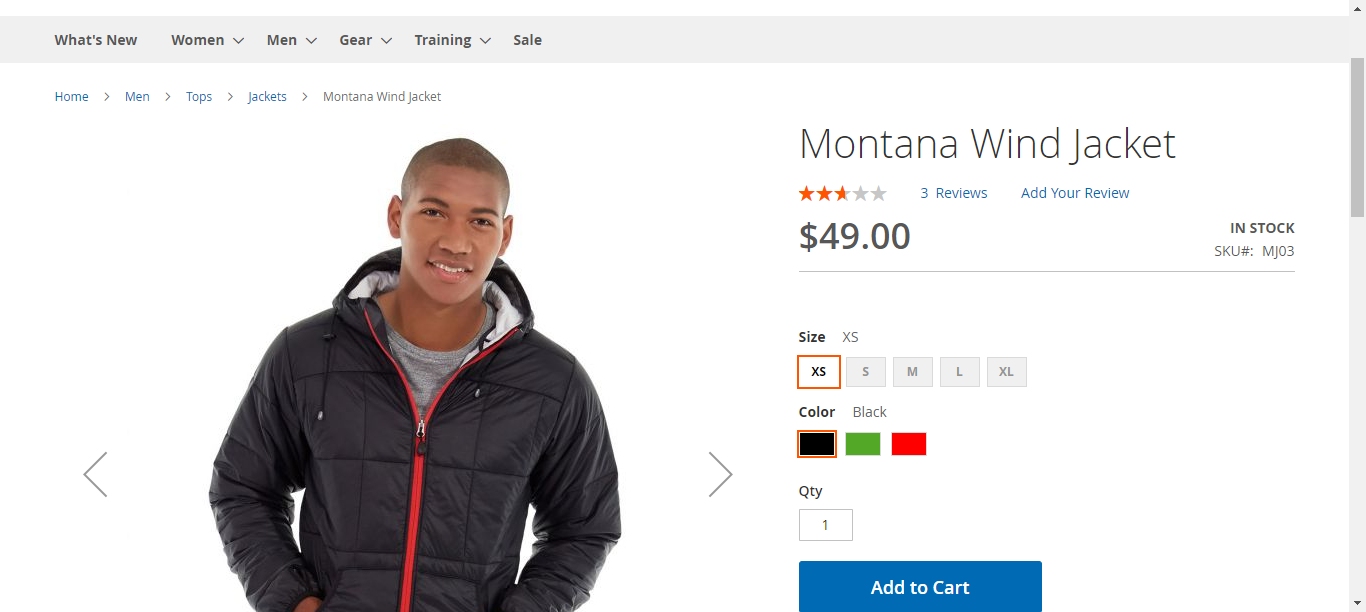 What's New Women Men Gear Training Sale
Home > Men > Tops > Jackets > Montana Wind Jacket
Montana Wind Jacket
3 Reviews Add Your Review
$49.00
IN STOCK
SKU#: MJ03
Size XS
XS S M L XL
Color Black
Qty
1
Add to Cart